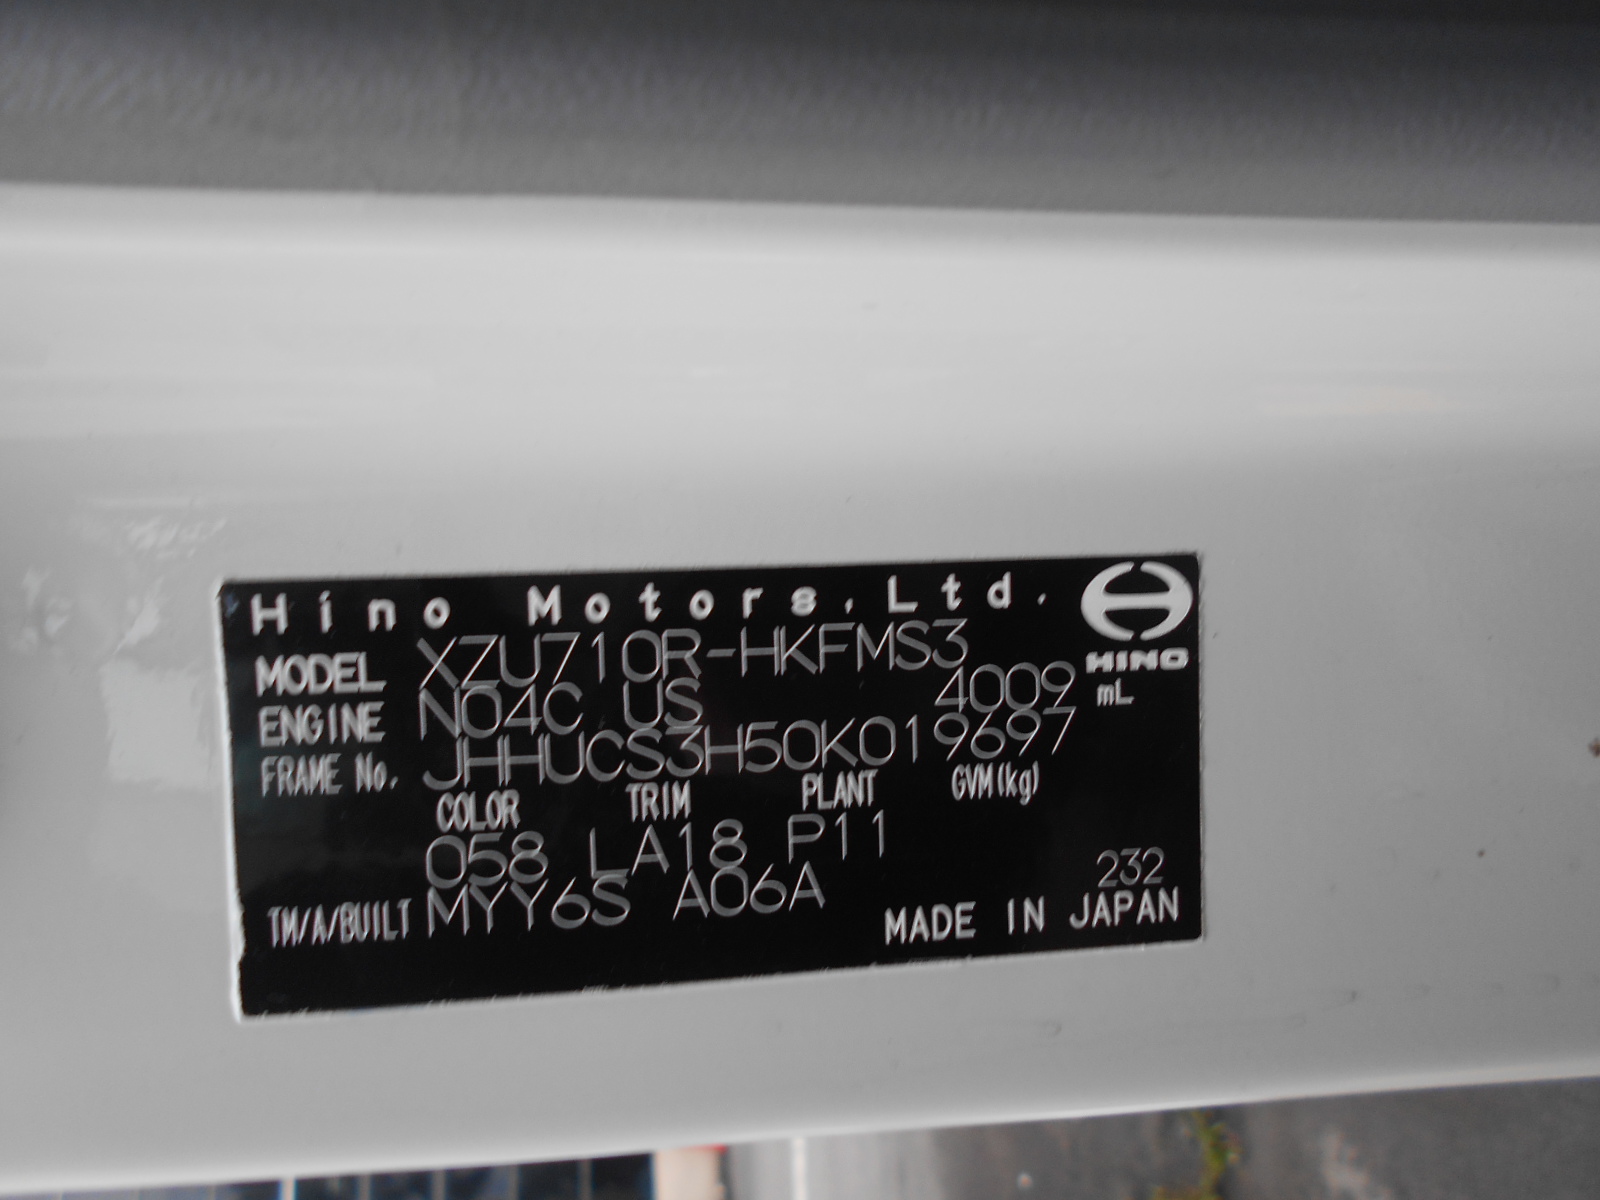 Hino Motors, Ltd.
HINO
MODEL XZU710R-HKFMS3
ENGINE N04C US 4009 mL
FRAME No. JHHUCS3H50K019697
COLOR TRIM PLANT GVM(kg)
058 LA18 P11
TM/A/BUILT MYY6S A06A
232
MADE IN JAPAN